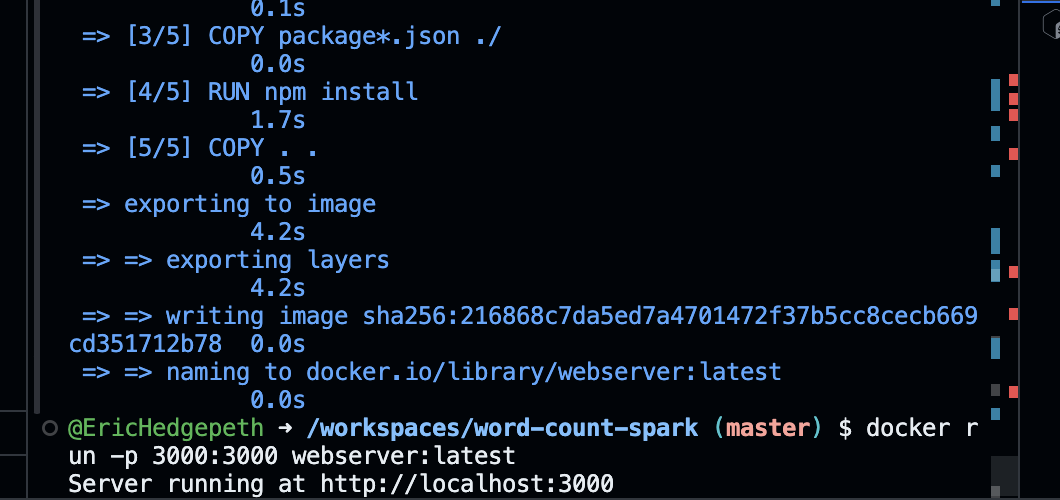 0.1s
=> [3/5] COPY package*.json ./
0.0s
=> [4/5] RUN npm install
1.7s
=> [5/5] COPY . .
0.5s
=> exporting to image
4.2s
=> => exporting layers
4.2s
=> => writing image sha256:216868c7da5ed7a4701472f37b5cc8cecb669
cd351712b78  0.0s
=> => naming to docker.io/library/webserver:latest
0.0s
@EricHedgepeth ➜ /workspaces/word-count-spark (master) $ docker r
un -p 3000:3000 webserver:latest
Server running at http://localhost:3000